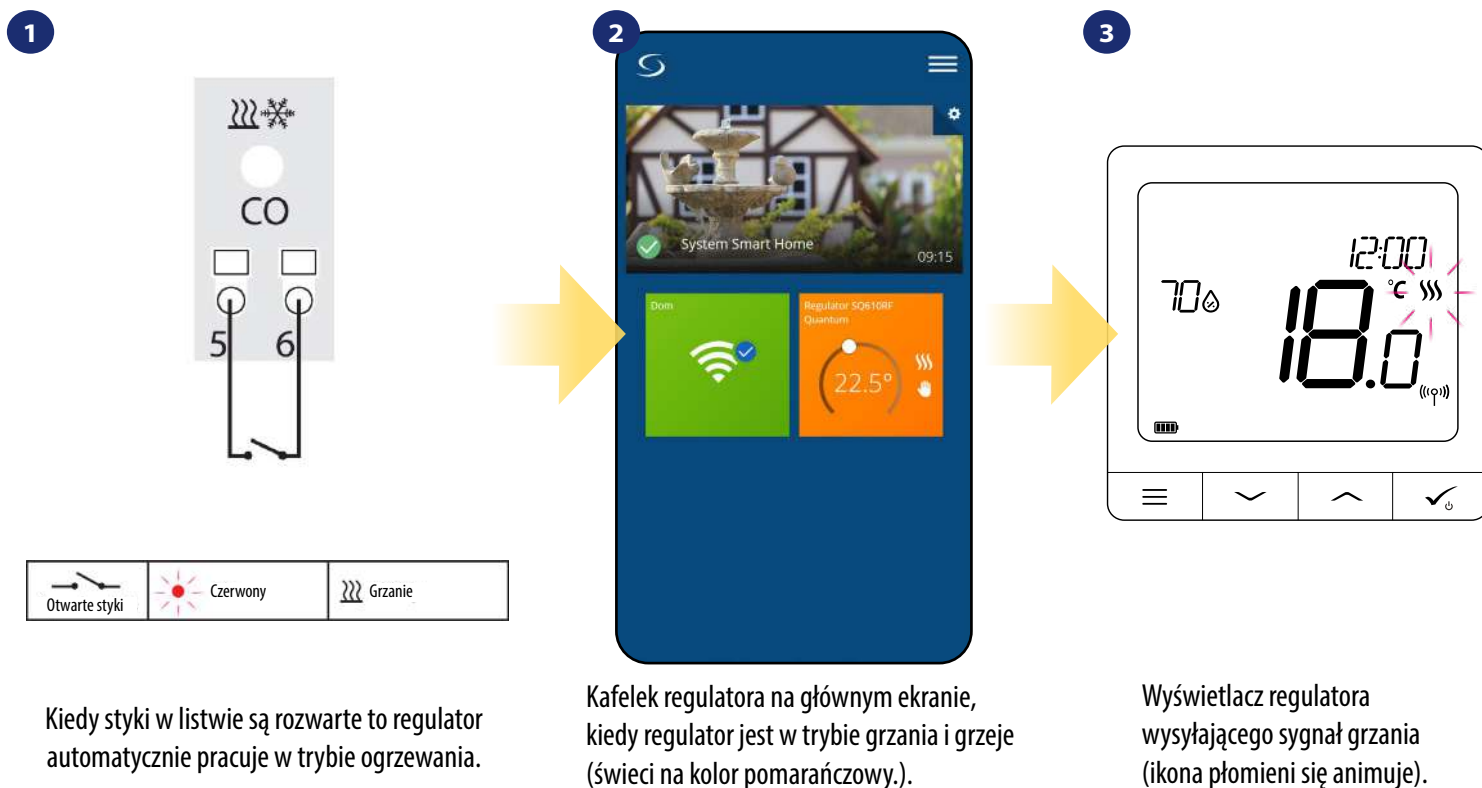 1
CO
5 6
Otwarte styki
Czerwony
Grzanie
Kiedy styki w listwie są rozwarte to regulator
automatycznie pracuje w trybie ogrzewania.
2
System Smart Home
09:15
Dom
Regulator SQ610RF
Quantum
22.5°
Kafelek regulatora na głównym ekranie,
kiedy regulator jest w trybie grzania i grzeje
(świeci na kolor pomarańczowy.).
3
12:00
70%
°C
18.0
Wyświetlacz regulatora
wysyłającego sygnał grzania
(ikona płomieni się animuje).